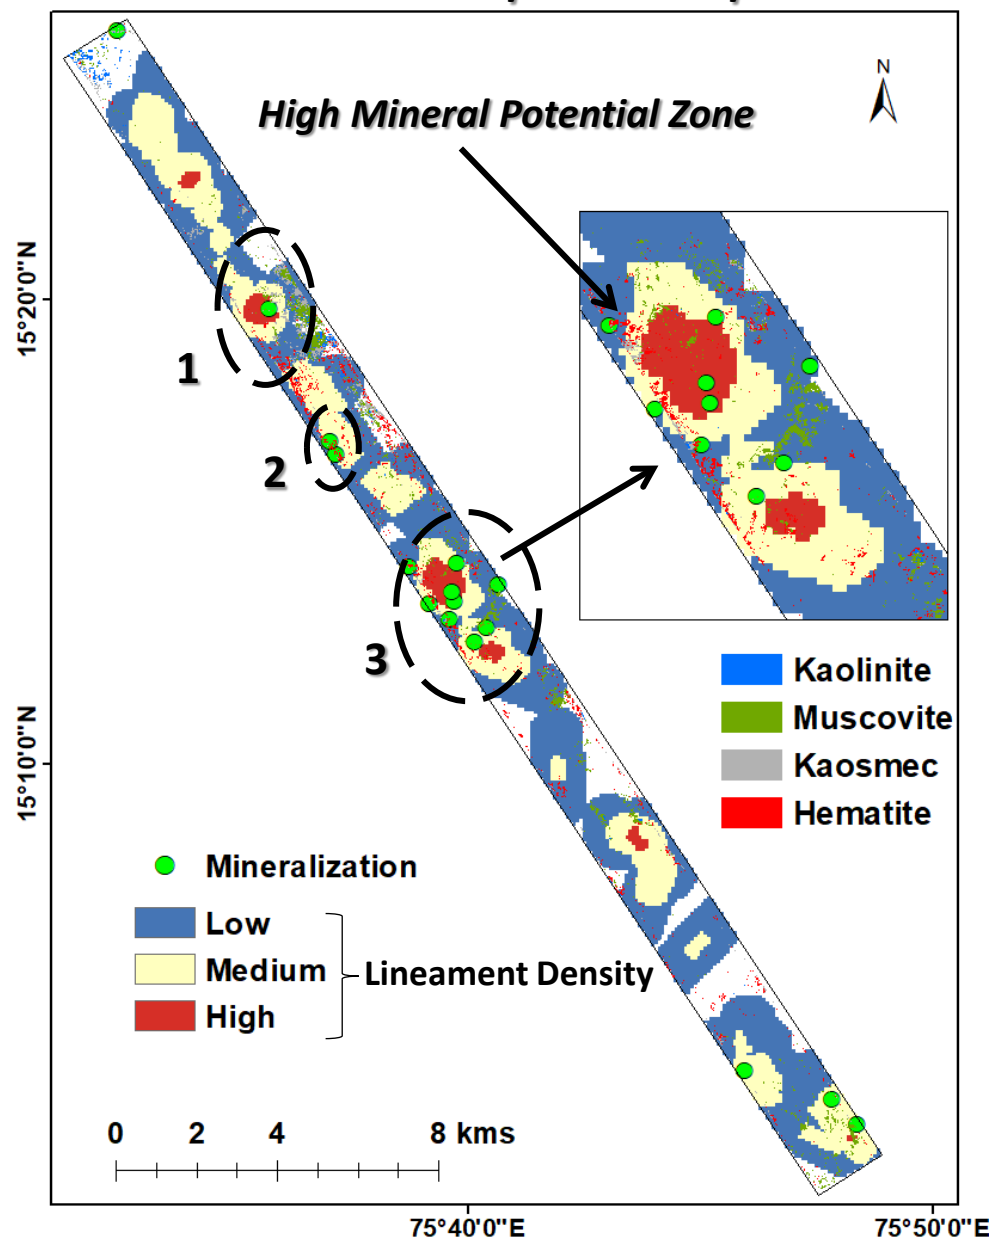 High Mineral Potential Zone
N
15°20'0"N
1
2
3
15°10'0"N
Kaolinite
Muscovite
Kaosmec
Hematite
Mineralization
Low
Medium
High
Lineament Density
0 2 4 8 kms
75°40'0"E 75°50'0"E